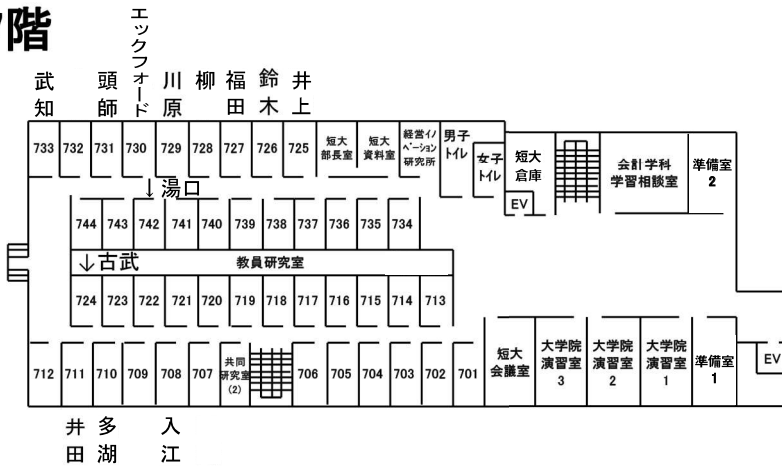 7階
武知
頭師
エックフォード
川原
柳
福田
鈴木
井上
733 732 731 730 729 728 727 726 725
短大
部長室
短大
資料室
経営イノ
ベーション
研究所
男子
トイレ
女子
トイレ
短大
倉庫
EV
会計学科
学習相談室
準備室
2
↓湯口
744 743 742 741 740 739 738 737 736 735 734
↓古武
教員研究室
724 723 722 721 720 719 718 717 716 715 714 713
712 711 710 709 708 707
共同
研究室
(2)
706 705 704 703 702 701
短大
会議室
大学院
演習室
3
大学院
演習室
2
大学院
演習室
1
準備室
1
EV
井田
多湖
入江